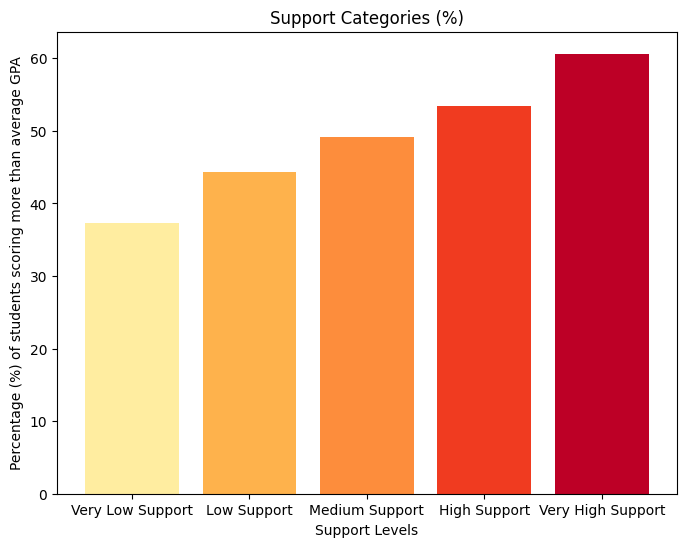 Support Categories (%)
Percentage (%) of students scoring more than average GPA
60
50
40
30
20
10
0
Very Low Support
Low Support
Medium Support
High Support
Very High Support
Support Levels